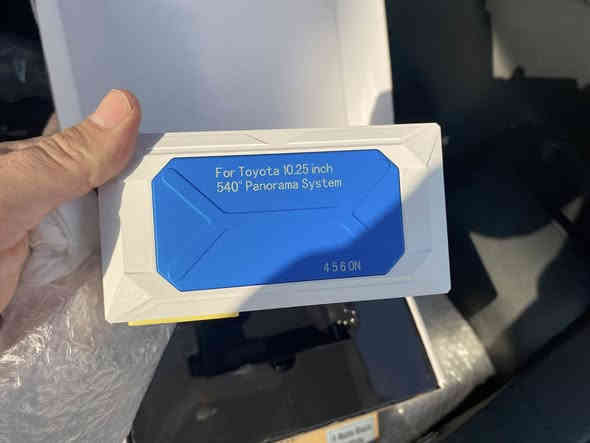 For Toyota 10.25 inch
540° Panorama System
4 5 6 ON